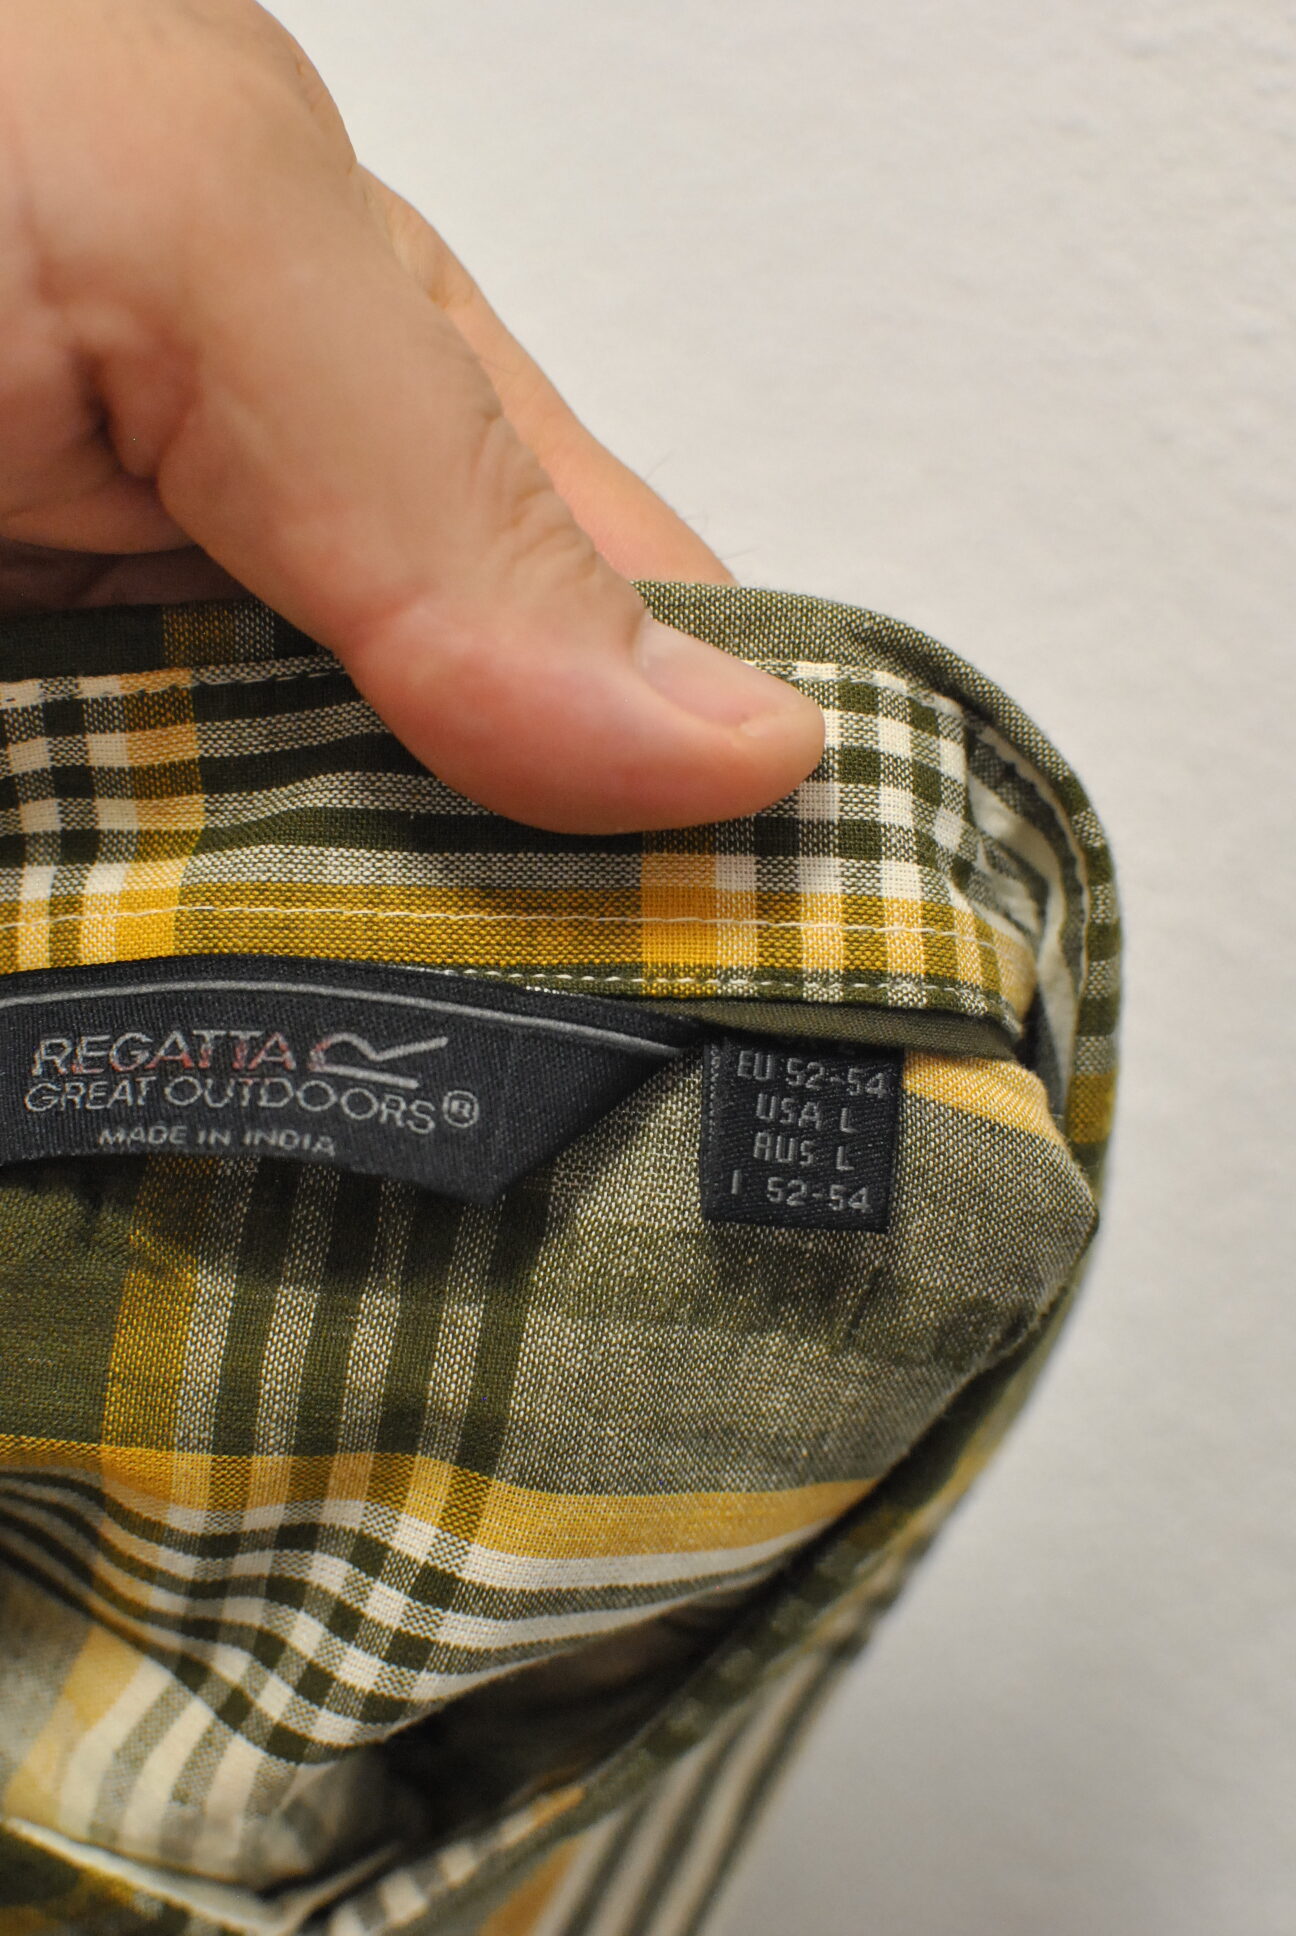 REGATTA
GREAT OUTDOORS®
MADE IN INDIA
EU 52-54
USA L
RUS L
I 52-54